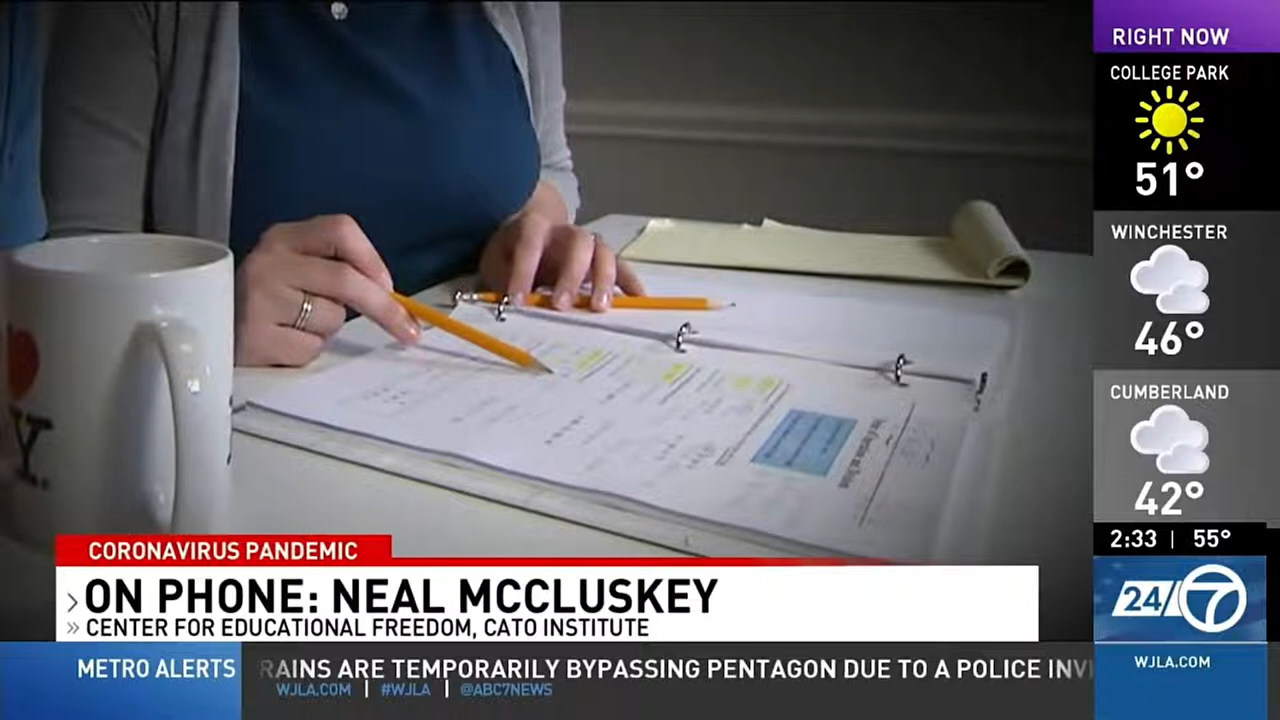 RIGHT NOW
COLLEGE PARK
51°
WINCHESTER
46°
CUMBERLAND
42°
2:33 | 55°
24/7
WJLA.COM
Y.
CORONAVIRUS PANDEMIC
ON PHONE: NEAL MCCLUSKEY
CENTER FOR EDUCATIONAL FREEDOM, CATO INSTITUTE
METRO ALERTS
RAINS ARE TEMPORARILY BYPASSING PENTAGON DUE TO A POLICE INV
WJLA.COM | #WJLA | @ABC7NEWS